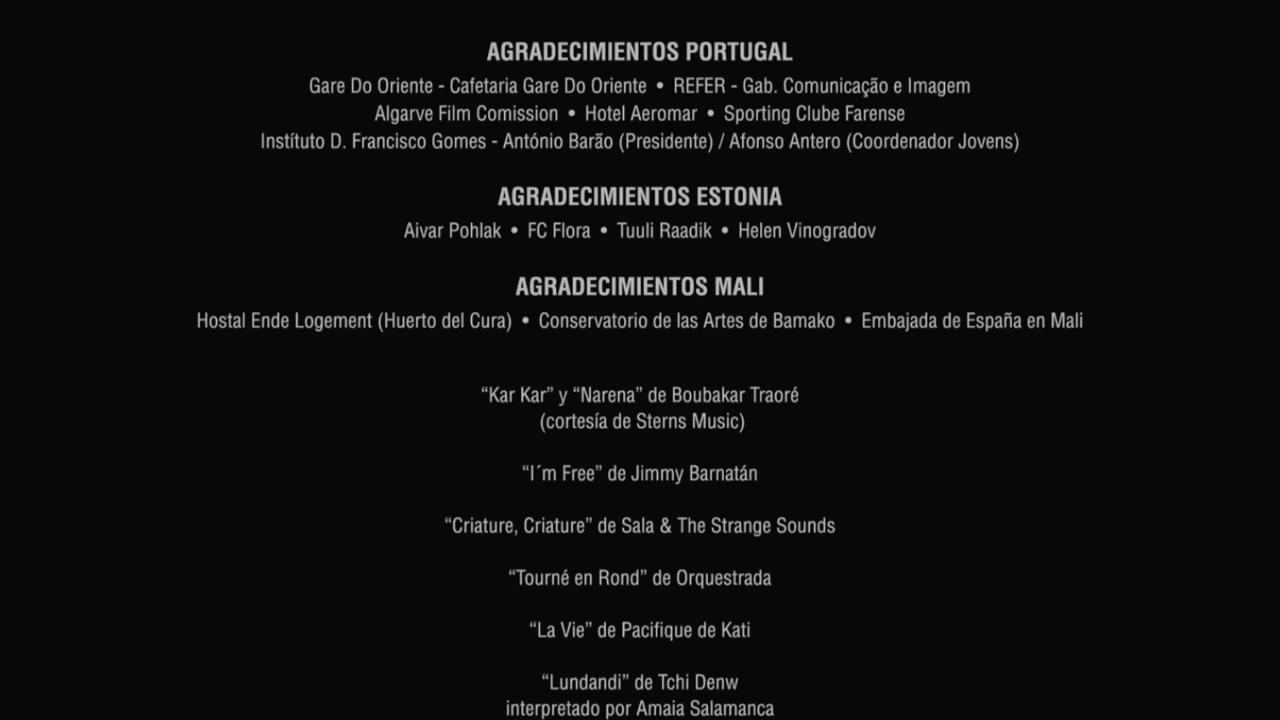 AGRADECIMIENTOS PORTUGAL
Gare Do Oriente - Cafetaria Gare Do Oriente • REFER - Gab. Comunicação e Imagem
Algarve Film Comission • Hotel Aeromar • Sporting Clube Farense
Instítuto D. Francisco Gomes - António Barão (Presidente) / Afonso Antero (Coordenador Jovens)
AGRADECIMIENTOS ESTONIA
Aivar Pohlak • FC Flora • Tuuli Raadik • Helen Vinogradov
AGRADECIMIENTOS MALI
Hostal Ende Logement (Huerto del Cura) • Conservatorio de las Artes de Bamako • Embajada de España en Mali
“Kar Kar” y “Narena” de Boubakar Traoré
(cortesía de Sterns Music)
“I´m Free” de Jimmy Barnatán
“Criature, Criature” de Sala & The Strange Sounds
“Tourné en Rond” de Orquestrada
“La Vie” de Pacifique de Kati
“Lundandi” de Tchi Denw
interpretado por Amaia Salamanca